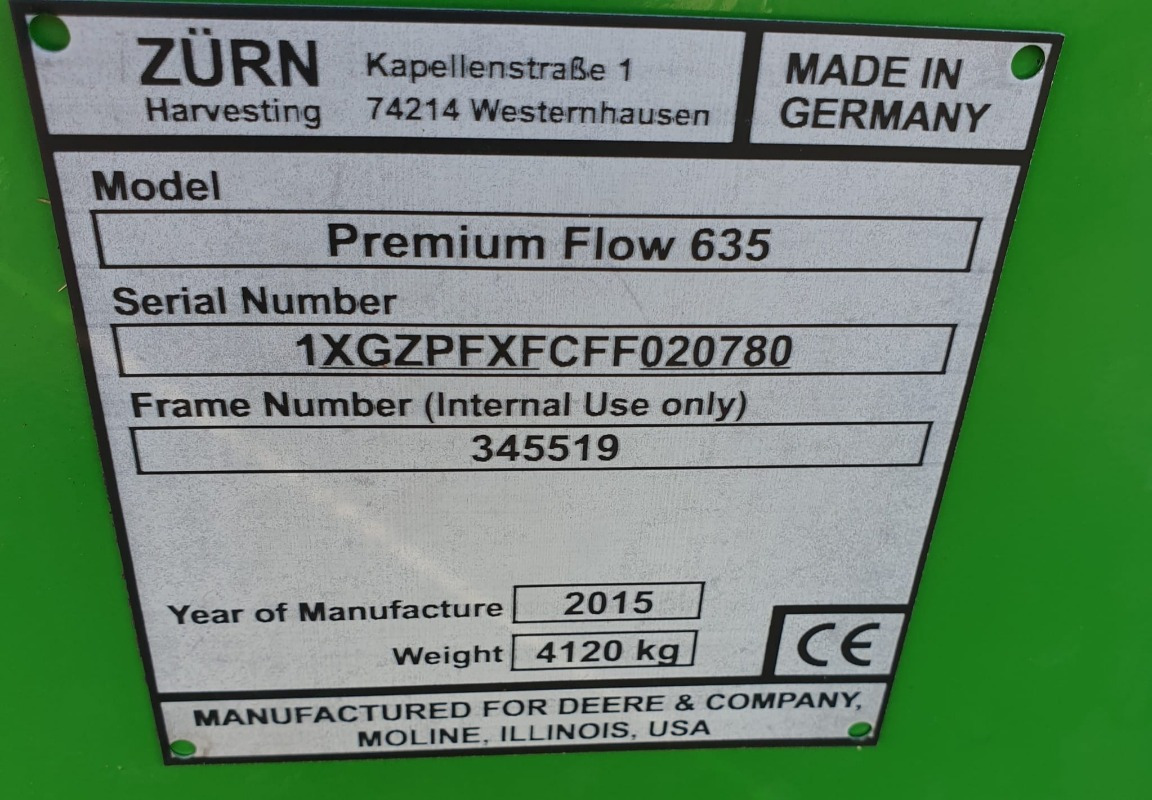 ZÜRN
Harvesting
Kapellenstraße 1
74214 Westernhausen
MADE IN
GERMANY
Model
Premium Flow 635
Serial Number
1XGZPFXFCFF020780
Frame Number (Internal Use only)
345519
Year of Manufacture 2015
Weight 4120 kg
CE
MANUFACTURED FOR DEERE & COMPANY,
MOLINE, ILLINOIS, USA